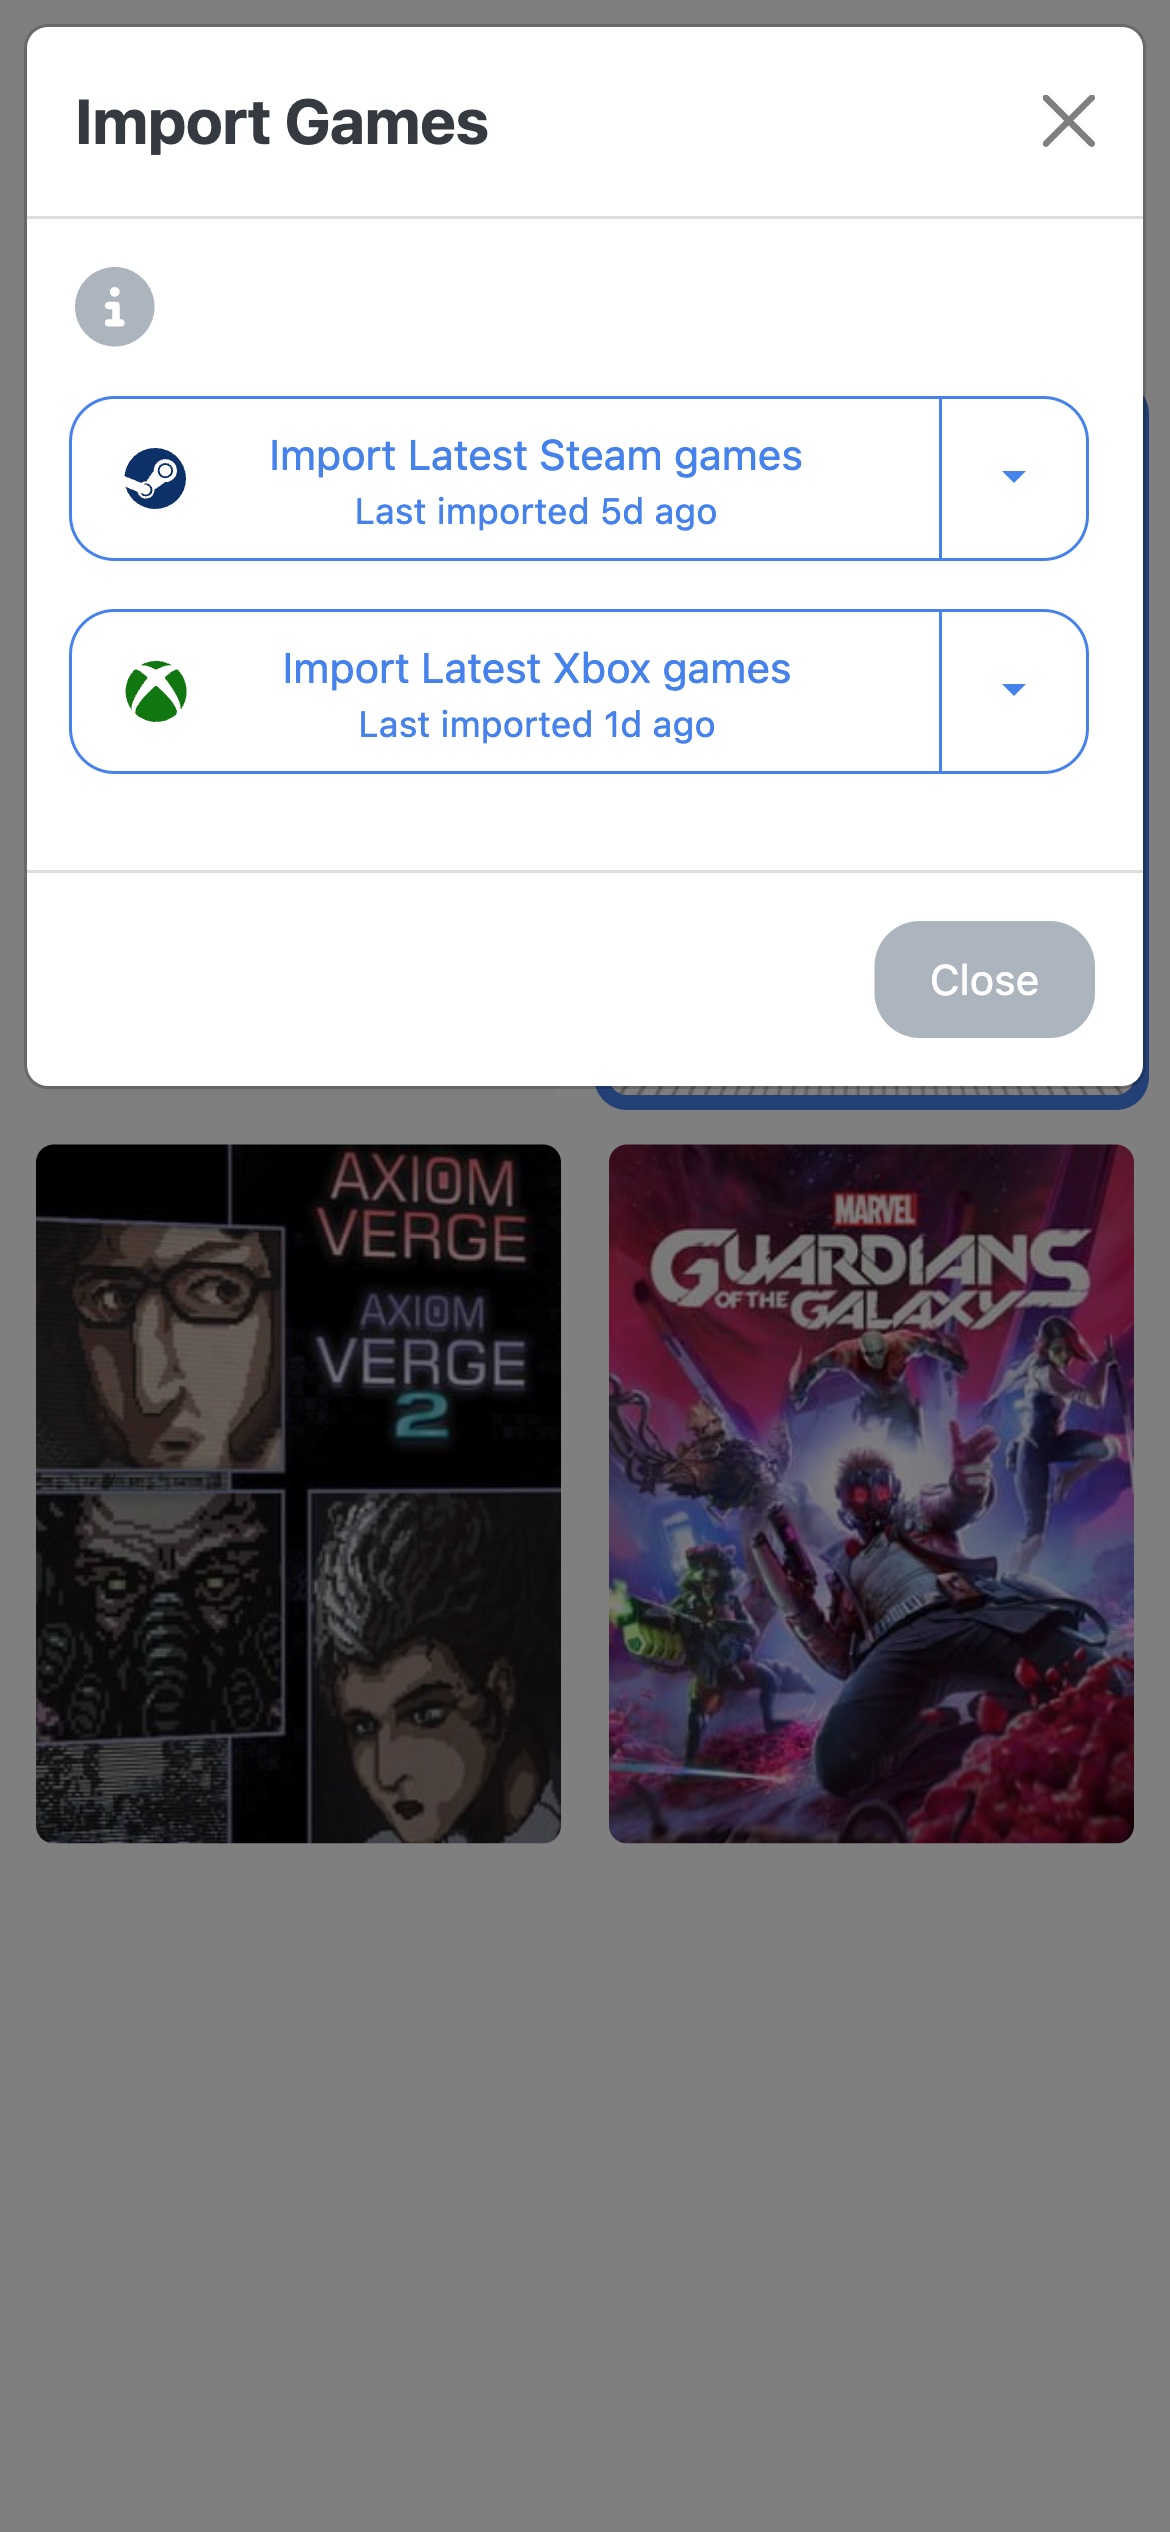 Import Games
Import Latest Steam games
Last imported 5d ago
Import Latest Xbox games
Last imported 1d ago
Close
AXIOM
VERGE
AXIOM
VERGE
2
MARVEL
GUARDIANS
OF THE GALAXY